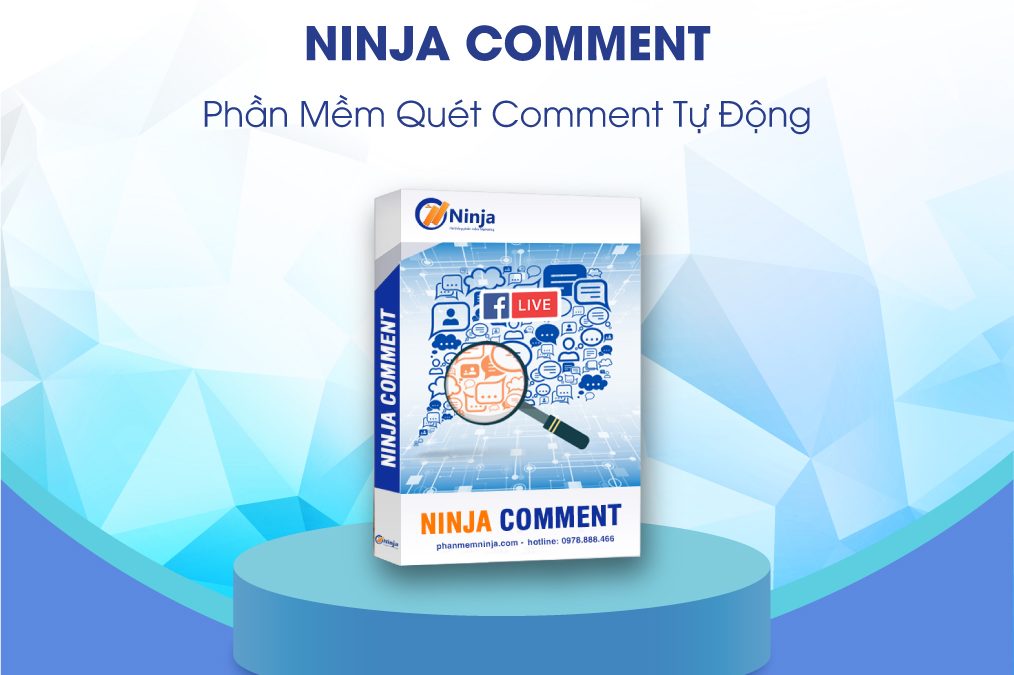 NINJA COMMENT
Phần Mềm Quét Comment Tự Động
Ninja
f LIVE
NINJA COMMENT
NINJA COMMENT
phanmemninja.com - hotline: 0978.888.466
Ninja